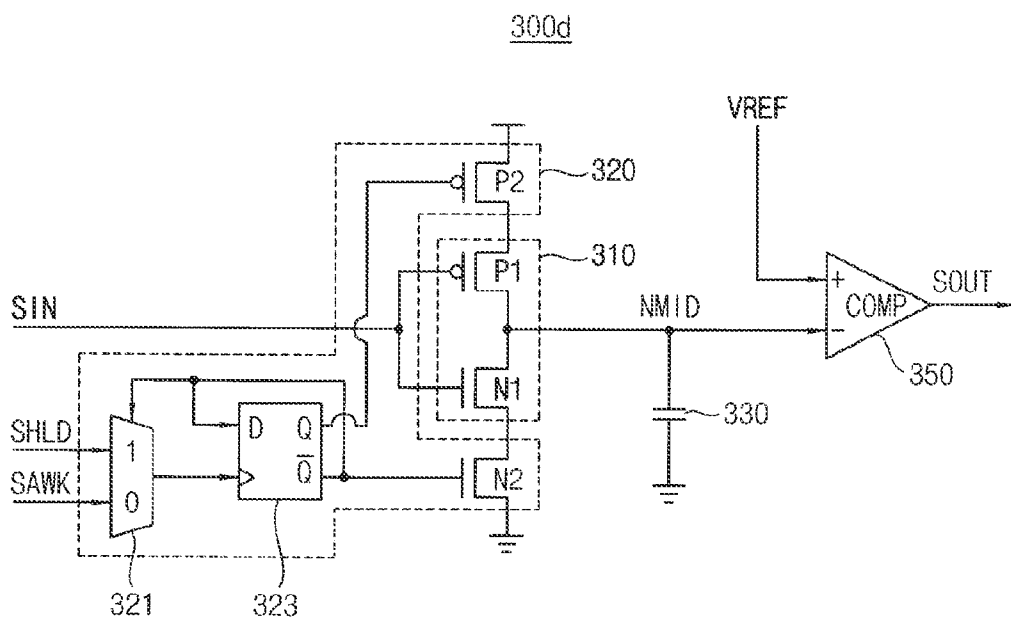 300d
VREF
P2
320
P1
310
SIN
NMID
+
COMP
-
SOUT
350
N1
330
SHLD
1
D
Q
SAWK
0
Q̅
N2
321
323